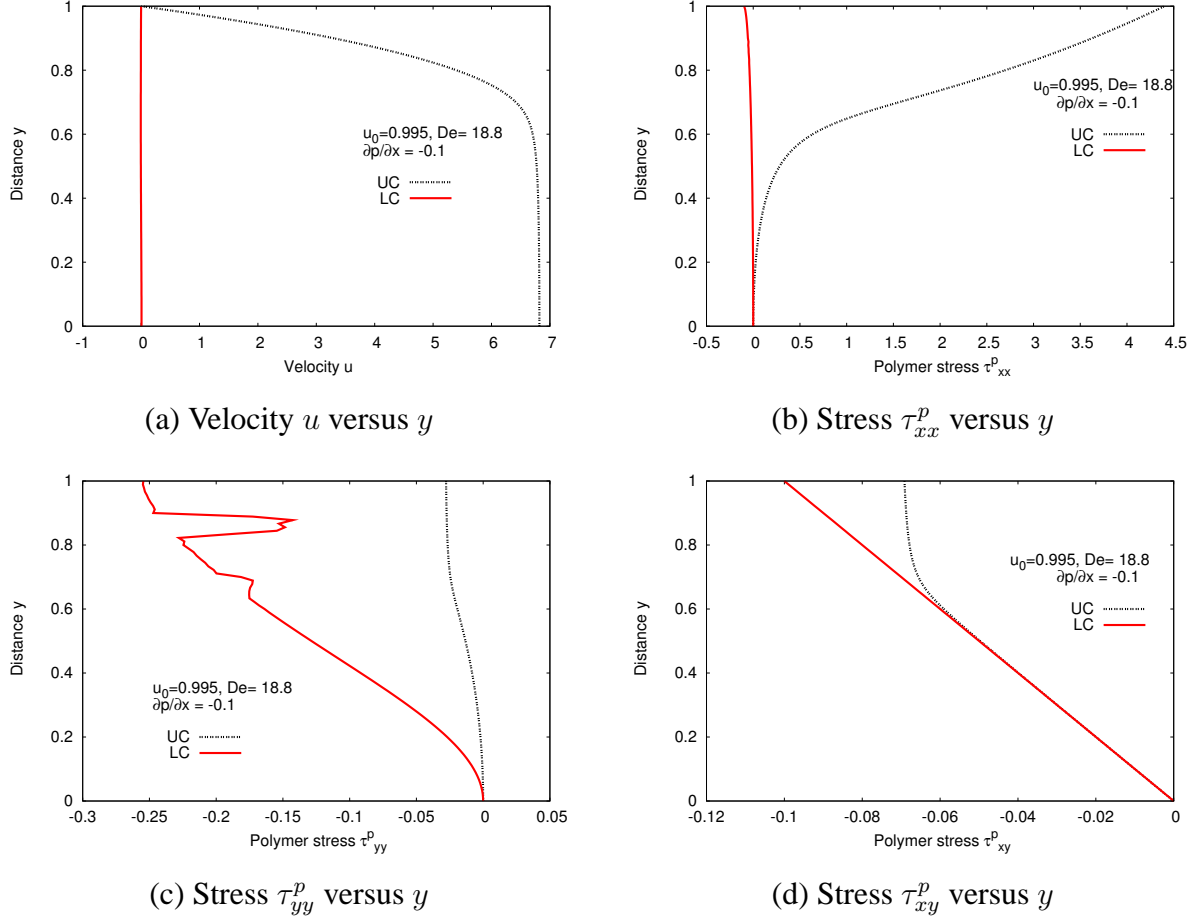 1
0.8
0.6
0.4
0.2
0
Distance y
-1 0 1 2 3 4 5 6 7
Velocity u
u0=0.995, De= 18.8
∂p/∂x = -0.1
UC
LC
(a) Velocity u versus y
1
0.8
0.6
0.4
0.2
0
Distance y
-0.5 0 0.5 1 1.5 2 2.5 3 3.5 4 4.5
Polymer stress τ^p_xx
u0=0.995, De= 18.8
∂p/∂x = -0.1
UC
LC
(b) Stress τ^p_xx versus y
1
0.8
0.6
0.4
0.2
0
Distance y
-0.3 -0.25 -0.2 -0.15 -0.1 -0.05 0 0.05
Polymer stress τ^p_yy
u0=0.995, De= 18.8
∂p/∂x = -0.1
UC
LC
(c) Stress τ^p_yy versus y
1
0.8
0.6
0.4
0.2
0
Distance y
-0.12 -0.1 -0.08 -0.06 -0.04 -0.02 0
Polymer stress τ^p_xy
u0=0.995, De= 18.8
∂p/∂x = -0.1
UC
LC
(d) Stress τ^p_xy versus y